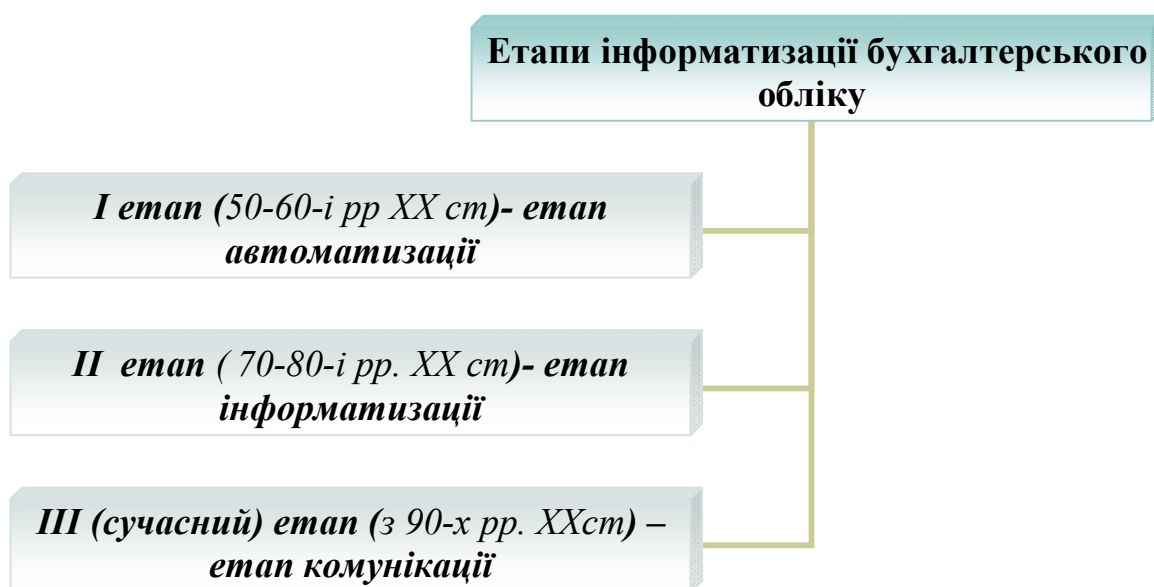 Етапи інформатизації бухгалтерського
обліку
I етап (50-60-і рр XX ст)- етап
автоматизації
II етап ( 70-80-і рр. XX ст)- етап
інформатизації
III (сучасний) етап (з 90-х рр. XXст) –
етап комунікації